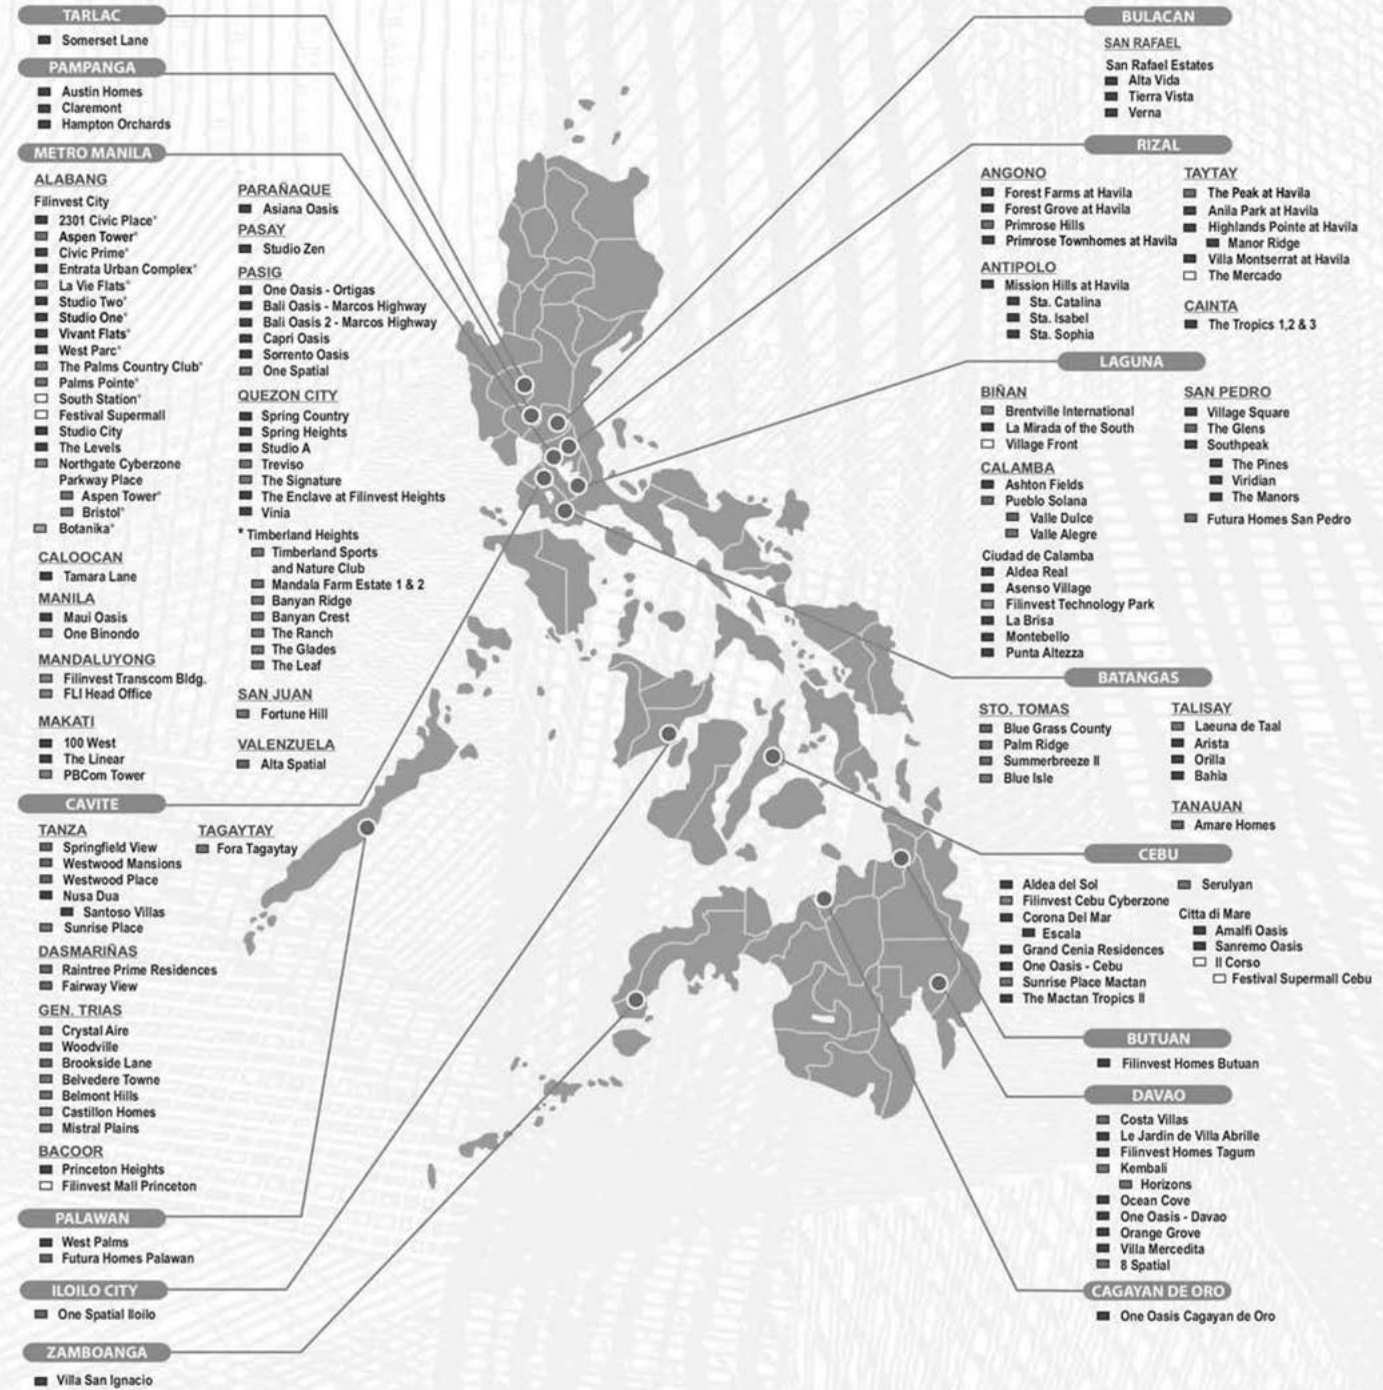 TARLAC
Somerset Lane
PAMPANGA
Austin Homes
Claremont
Hampton Orchards
METRO MANILA
ALABANG
Filinvest City
2301 Civic Place*
Aspen Tower*
Civic Prime*
Entrata Urban Complex*
La Vie Flats*
Studio Two*
Studio One*
Vivant Flats*
West Parc*
The Palms Country Club*
Palms Pointe*
South Station*
Festival Supermall
Studio City
The Levels
Northgate Cyberzone
Parkway Place
Aspen Tower*
Bristol*
Botanika*
CALOOCAN
Tamara Lane
MANILA
Maui Oasis
One Binondo
MANDALUYONG
Filinvest Transcom Bldg.
FLI Head Office
MAKATI
100 West
The Linear
PBCom Tower
PARAÑAQUE
Asiana Oasis
PASAY
Studio Zen
PASIG
One Oasis - Ortigas
Bali Oasis - Marcos Highway
Bali Oasis 2 - Marcos Highway
Capri Oasis
Sorrento Oasis
One Spatial
QUEZON CITY
Spring Country
Spring Heights
Studio A
Treviso
The Signature
The Enclave at Filinvest Heights
Vinia
* Timberland Heights
Timberland Sports
and Nature Club
Mandala Farm Estate 1 & 2
Banyan Ridge
Banyan Crest
The Ranch
The Glades
The Leaf
SAN JUAN
Fortune Hill
VALENZUELA
Alta Spatial
CAVITE
TANZA
Springfield View
Westwood Mansions
Westwood Place
Nusa Dua
Santoso Villas
Sunrise Place
TAGAYTAY
Fora Tagaytay
DASMARIÑAS
Raintree Prime Residences
Fairway View
GEN. TRIAS
Crystal Aire
Woodville
Brookside Lane
Belvedere Towne
Belmont Hills
Castillon Homes
Mistral Plains
BACOOR
Princeton Heights
Filinvest Mall Princeton
PALAWAN
West Palms
Futura Homes Palawan
ILOILO CITY
One Spatial Iloilo
ZAMBOANGA
Villa San Ignacio
BULACAN
SAN RAFAEL
San Rafael Estates
Alta Vida
Tierra Vista
Verna
RIZAL
ANGONO
Forest Farms at Havila
Forest Grove at Havila
Primrose Hills
Primrose Townhomes at Havila
ANTIPOLO
Mission Hills at Havila
Sta. Catalina
Sta. Isabel
Sta. Sophia
TAYTAY
The Peak at Havila
Anila Park at Havila
Highlands Pointe at Havila
Manor Ridge
Villa Montserrat at Havila
The Mercado
CAINTA
The Tropics 1,2 & 3
LAGUNA
BIÑAN
Brentville International
La Mirada of the South
Village Front
CALAMBA
Ashton Fields
Pueblo Solana
Valle Dulce
Valle Alegre
Ciudad de Calamba
Aldea Real
Asenso Village
Filinvest Technology Park
La Brisa
Montebello
Punta Altezza
SAN PEDRO
Village Square
The Glens
Southpeak
The Pines
Viridian
The Manors
Futura Homes San Pedro
BATANGAS
STO. TOMAS
Blue Grass County
Palm Ridge
Summerbreeze II
Blue Isle
TALISAY
Laeuna de Taal
Arista
Orilla
Bahia
TANAUAN
Amare Homes
CEBU
Aldea del Sol
Filinvest Cebu Cyberzone
Corona Del Mar
Escala
Grand Cenia Residences
One Oasis - Cebu
Sunrise Place Mactan
The Mactan Tropics II
Serulyan
Citta di Mare
Amalfi Oasis
Sanremo Oasis
Il Corso
Festival Supermall Cebu
BUTUAN
Filinvest Homes Butuan
DAVAO
Costa Villas
Le Jardin de Villa Abrille
Filinvest Homes Tagum
Kembali
Horizons
Ocean Cove
One Oasis - Davao
Orange Grove
Villa Mercedita
8 Spatial
CAGAYAN DE ORO
One Oasis Cagayan de Oro